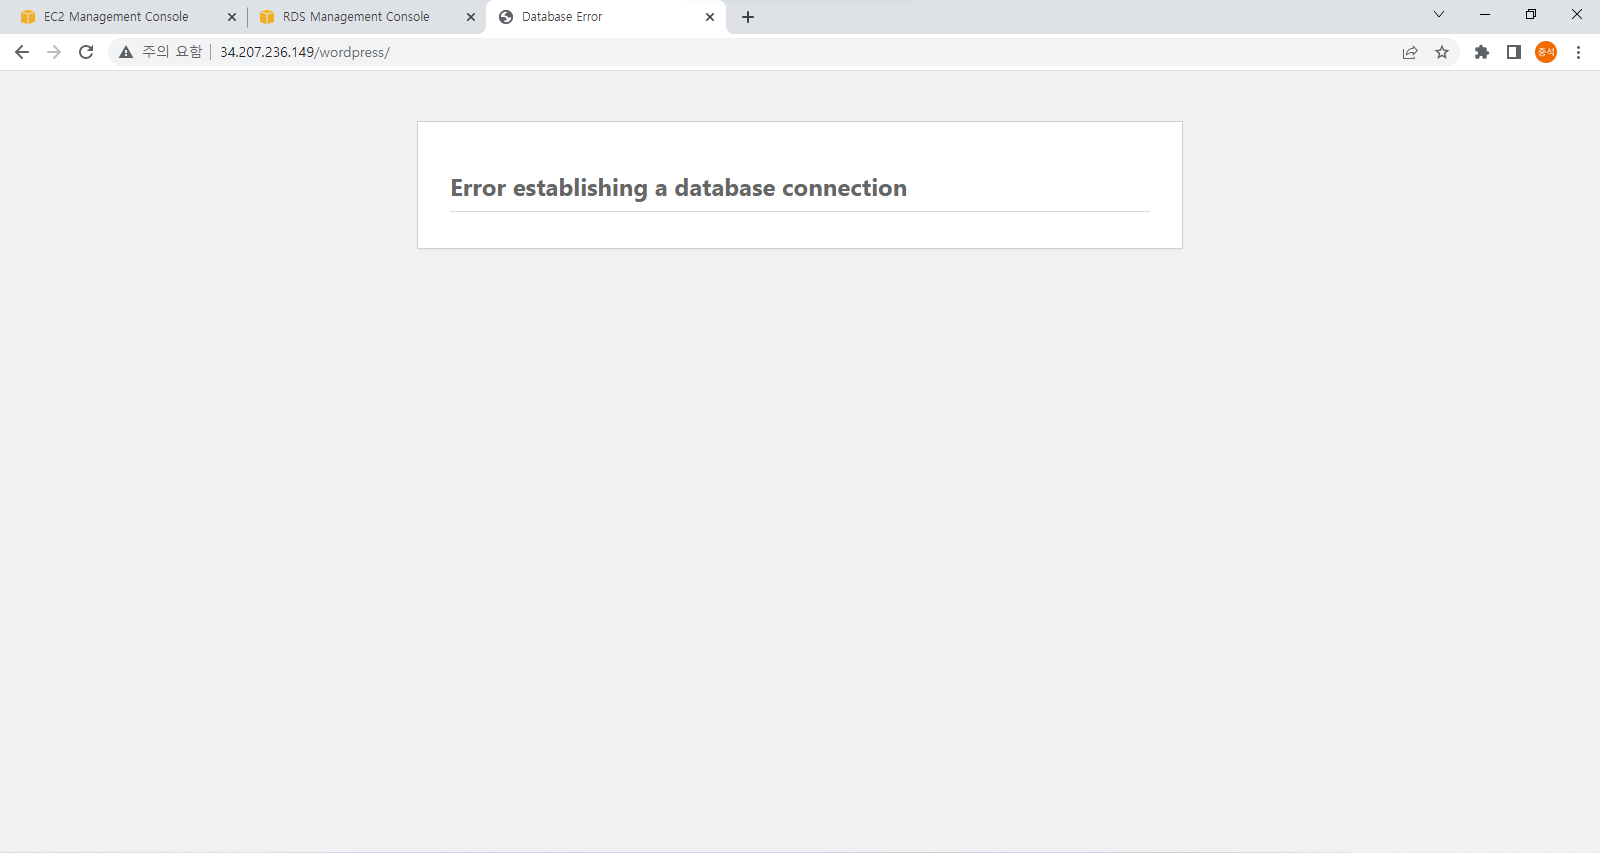 EC2 Management Console
RDS Management Console
Database Error
주의 요함
34.207.236.149/wordpress/
중석
Error establishing a database connection